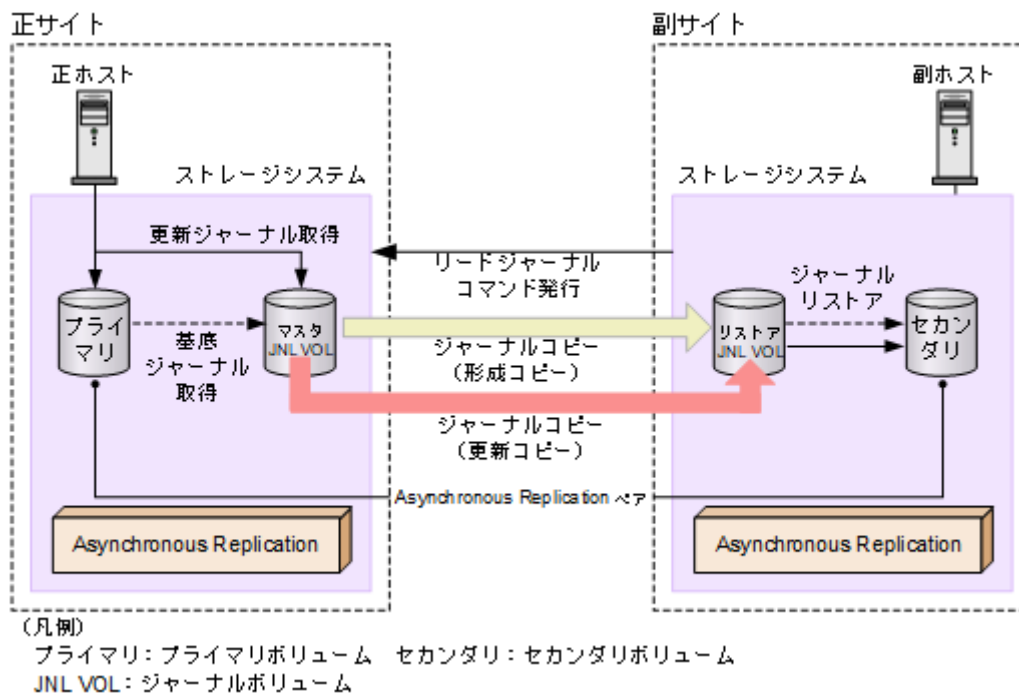 正サイト
副サイト
正ホスト
副ホスト
ストレージシステム
ストレージシステム
更新ジャーナル取得
リードジャーナル
コマンド発行
ジャーナル
リストア
プライ
マリ
マスタ
JNL VOL
リストア
JNL VOL
セカン
ダリ
基底
ジャーナル
取得
ジャーナルコピー
(形成コピー)
ジャーナルコピー
(更新コピー)
Asynchronous Replication ペア
Asynchronous Replication
Asynchronous Replication
(凡例)
プライマリ:プライマリボリューム セカンダリ:セカンダリボリューム
JNL VOL:ジャーナルボリューム